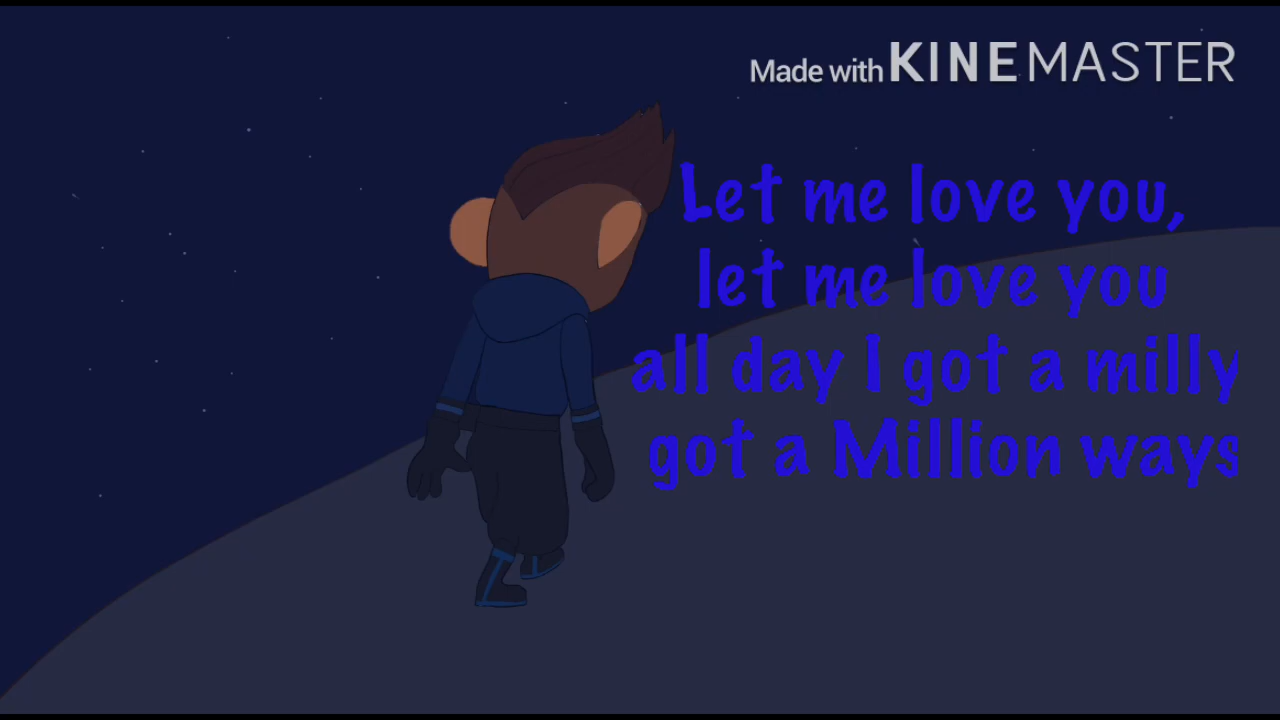 Made with KINEMASTER
Let me love you,
let me love you
all day I got a milly
got a Million ways